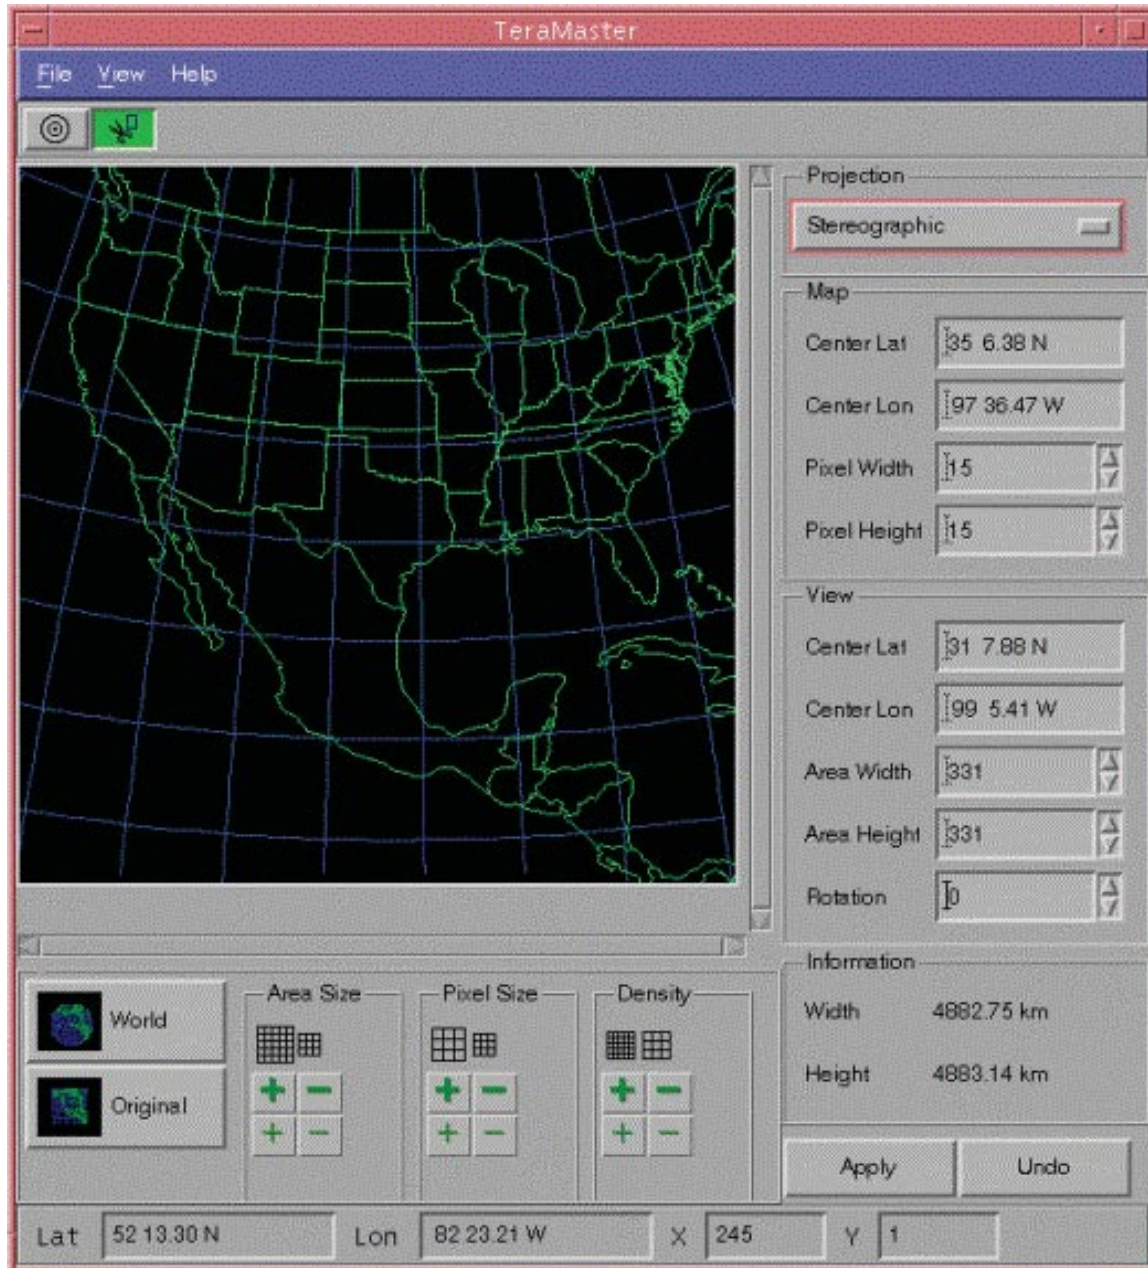 TeraMaster
File View Help
Projection
Stereographic
Map
Center Lat 35 6.38 N
Center Lon 97 36.47 W
Pixel Width 15
Pixel Height 15
View
Center Lat 31 7.88 N
Center Lon 99 5.41 W
Area Width 331
Area Height 331
Rotation 0
Information
Width 4882.75 km
Height 4883.14 km
Apply Undo
World
Original
Area Size
Pixel Size
Density
Lat 52 13.30 N Lon 82 23.21 W X 245 Y 1